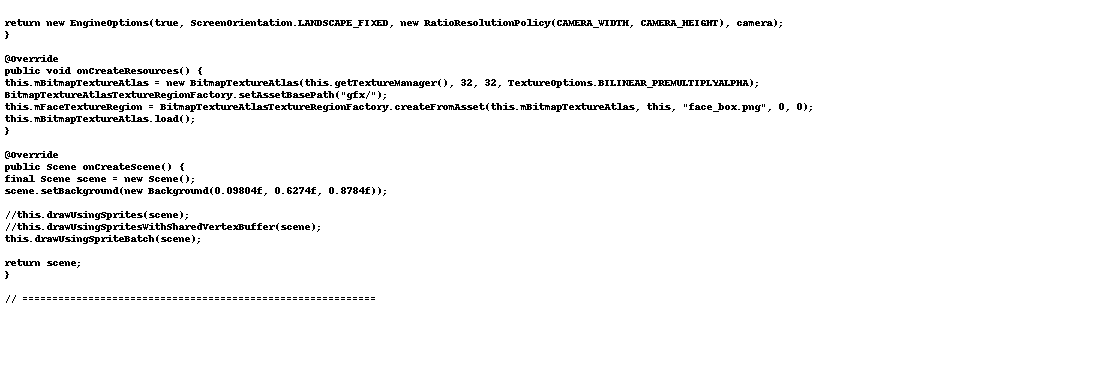 return new EngineOptions(true, ScreenOrientation.LANDSCAPE_FIXED, new RatioResolutionPolicy(CAMERA_WIDTH, CAMERA_HEIGHT), camera);
}
@Override
public void onCreateResources() {
this.mBitmapTextureAtlas = new BitmapTextureAtlas(this.getTextureManager(), 32, 32, TextureOptions.BILINEAR_PREMULTIPLYALPHA);
BitmapTextureAtlasTextureRegionFactory.setAssetBasePath("gfx/");
this.mFaceTextureRegion = BitmapTextureAtlasTextureRegionFactory.createFromAsset(this.mBitmapTextureAtlas, this, "face_box.png", 0, 0);
this.mBitmapTextureAtlas.load();
}
@Override
public Scene onCreateScene() {
final Scene scene = new Scene();
scene.setBackground(new Background(0.09804f, 0.6274f, 0.8784f));
//this.drawUsingSprites(scene);
//this.drawUsingSpritesWithSharedVertexBuffer(scene);
this.drawUsingSpriteBatch(scene);
return scene;
}
// ===========================================================